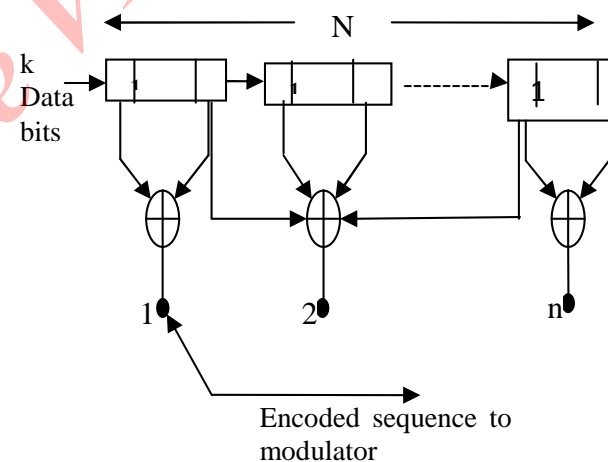 N
k
Data
bits
1
1
1
1
2
n
Encoded sequence to
modulator